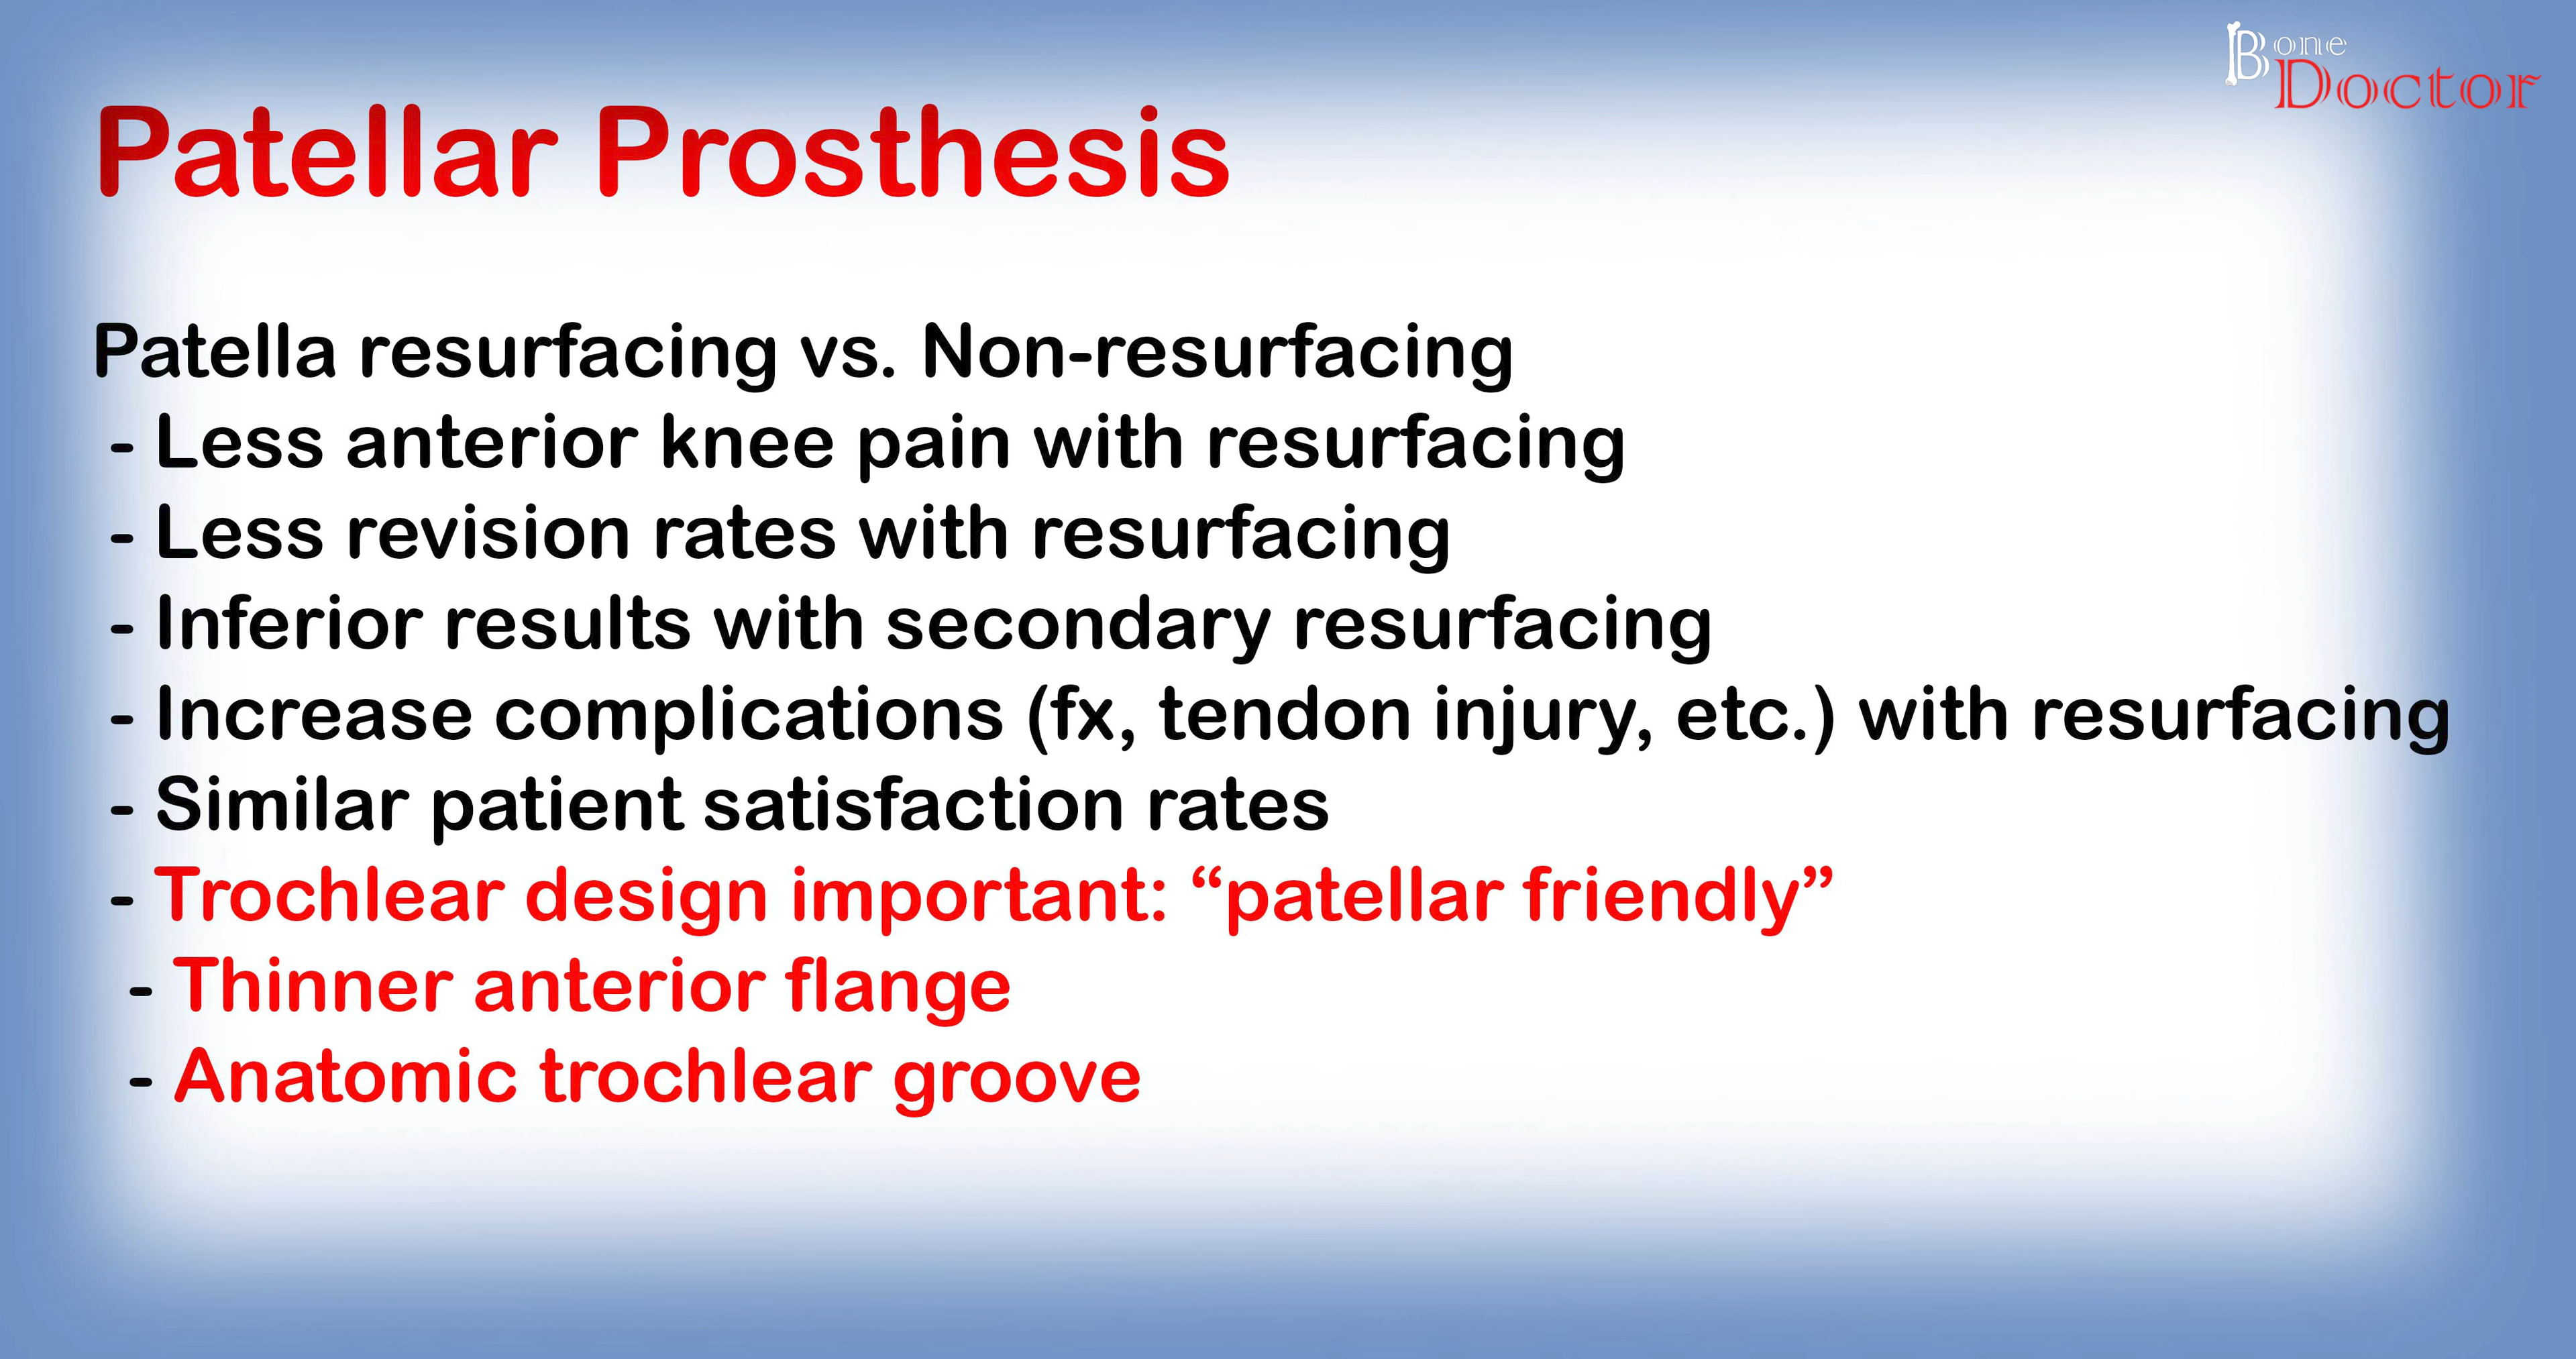 Bone
Doctor
Patellar Prosthesis
Patella resurfacing vs. Non-resurfacing
- Less anterior knee pain with resurfacing
- Less revision rates with resurfacing
- Inferior results with secondary resurfacing
- Increase complications (fx, tendon injury, etc.) with resurfacing
- Similar patient satisfaction rates
- Trochlear design important: “patellar friendly”
- Thinner anterior flange
- Anatomic trochlear groove